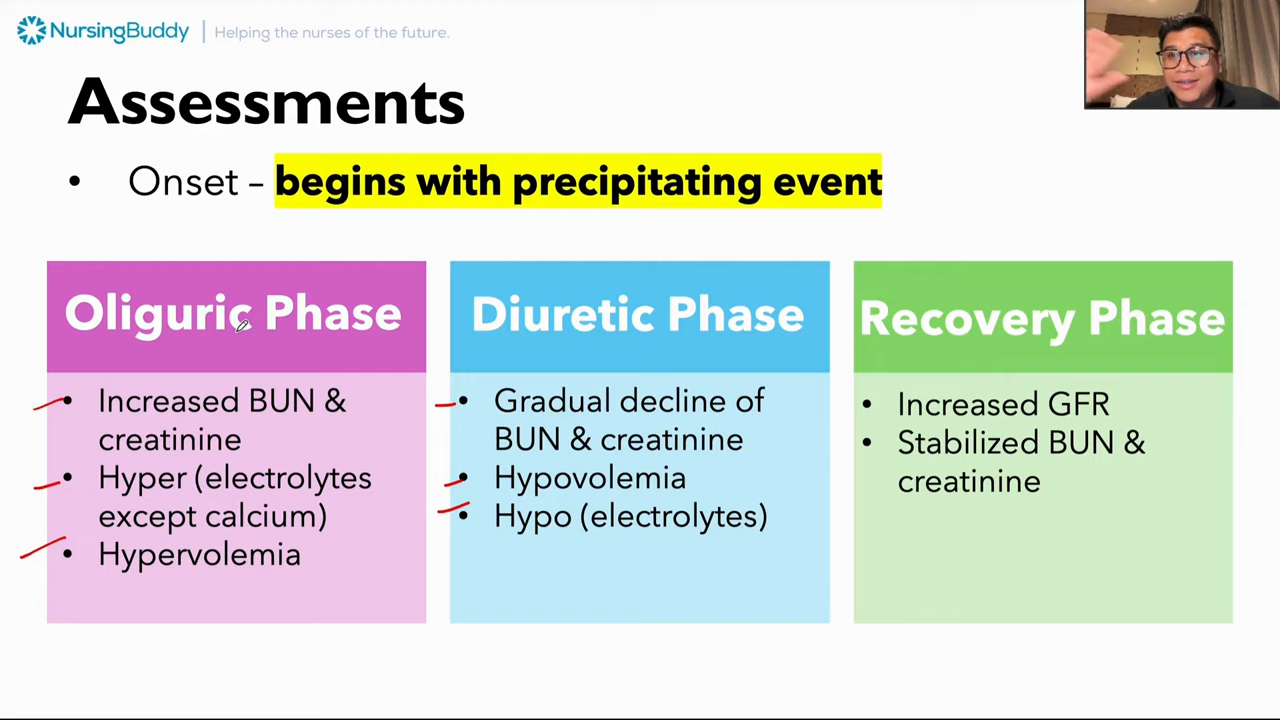 NursingBuddy | Helping the nurses of the future.
Assessments
• Onset – begins with precipitating event
Oliguric Phase
• Increased BUN &
creatinine
• Hyper (electrolytes
except calcium)
• Hypervolemia
Diuretic Phase
• Gradual decline of
BUN & creatinine
• Hypovolemia
• Hypo (electrolytes)
Recovery Phase
• Increased GFR
• Stabilized BUN &
creatinine